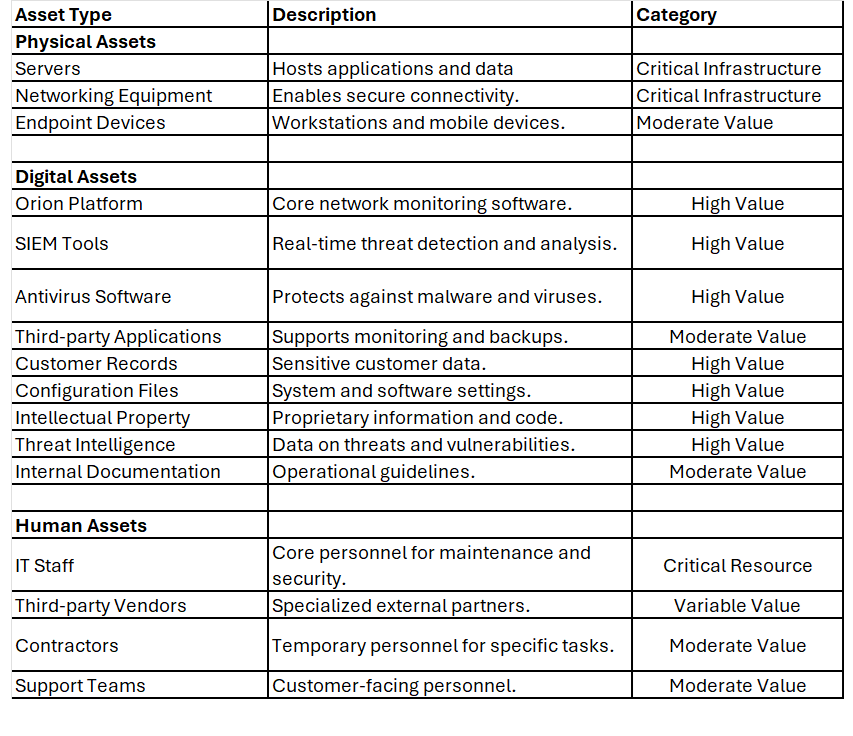 Asset Type Description Category
Physical Assets
Servers Hosts applications and data Critical Infrastructure
Networking Equipment Enables secure connectivity. Critical Infrastructure
Endpoint Devices Workstations and mobile devices. Moderate Value
Digital Assets
Orion Platform Core network monitoring software. High Value
SIEM Tools Real-time threat detection and analysis. High Value
Antivirus Software Protects against malware and viruses. High Value
Third-party Applications Supports monitoring and backups. Moderate Value
Customer Records Sensitive customer data. High Value
Configuration Files System and software settings. High Value
Intellectual Property Proprietary information and code. High Value
Threat Intelligence Data on threats and vulnerabilities. High Value
Internal Documentation Operational guidelines. Moderate Value
Human Assets
IT Staff Core personnel for maintenance and
security. Critical Resource
Third-party Vendors Specialized external partners. Variable Value
Contractors Temporary personnel for specific tasks. Moderate Value
Support Teams Customer-facing personnel. Moderate Value